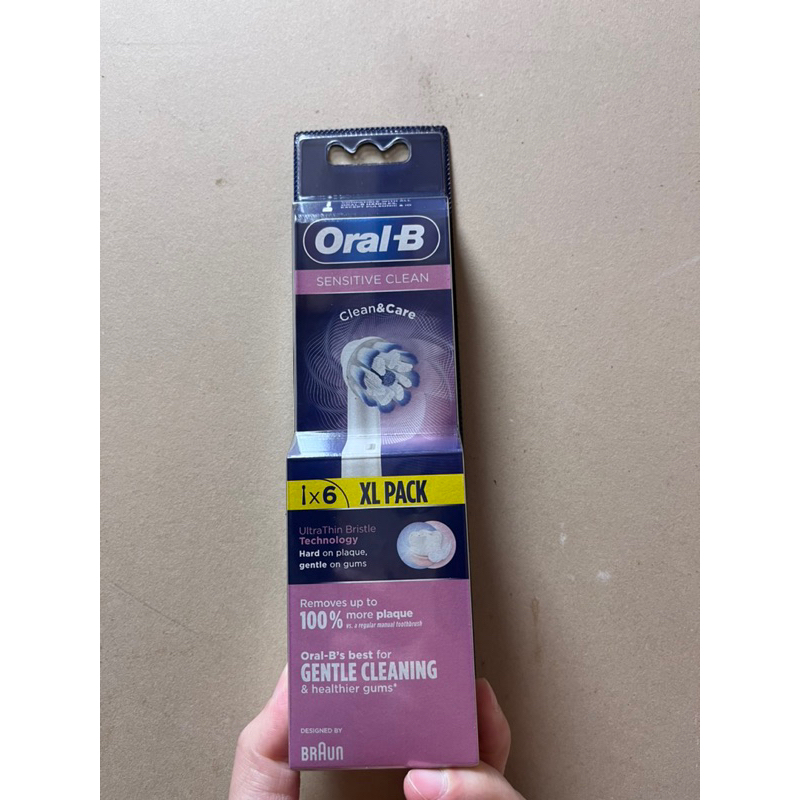 Oral-B
SENSITIVE CLEAN
Clean&Care
x6 XL PACK
UltraThin Bristle
Technology
Hard on plaque,
gentle on gums
Removes up to
100% more plaque
vs. a regular manual toothbrush
Oral-B's best for
GENTLE CLEANING
& healthier gums*
DESIGNED BY
BRAUN